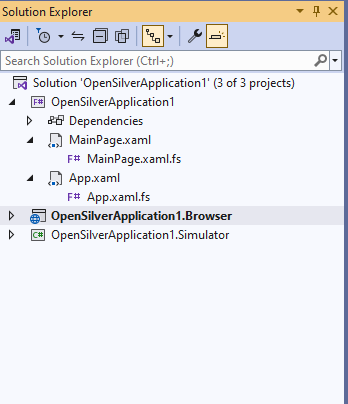 Solution Explorer
Search Solution Explorer (Ctrl+;)
Solution 'OpenSilverApplication1' (3 of 3 projects)
F# OpenSilverApplication1
Dependencies
MainPage.xaml
F# MainPage.xaml.fs
App.xaml
F# App.xaml.fs
OpenSilverApplication1.Browser
C# OpenSilverApplication1.Simulator